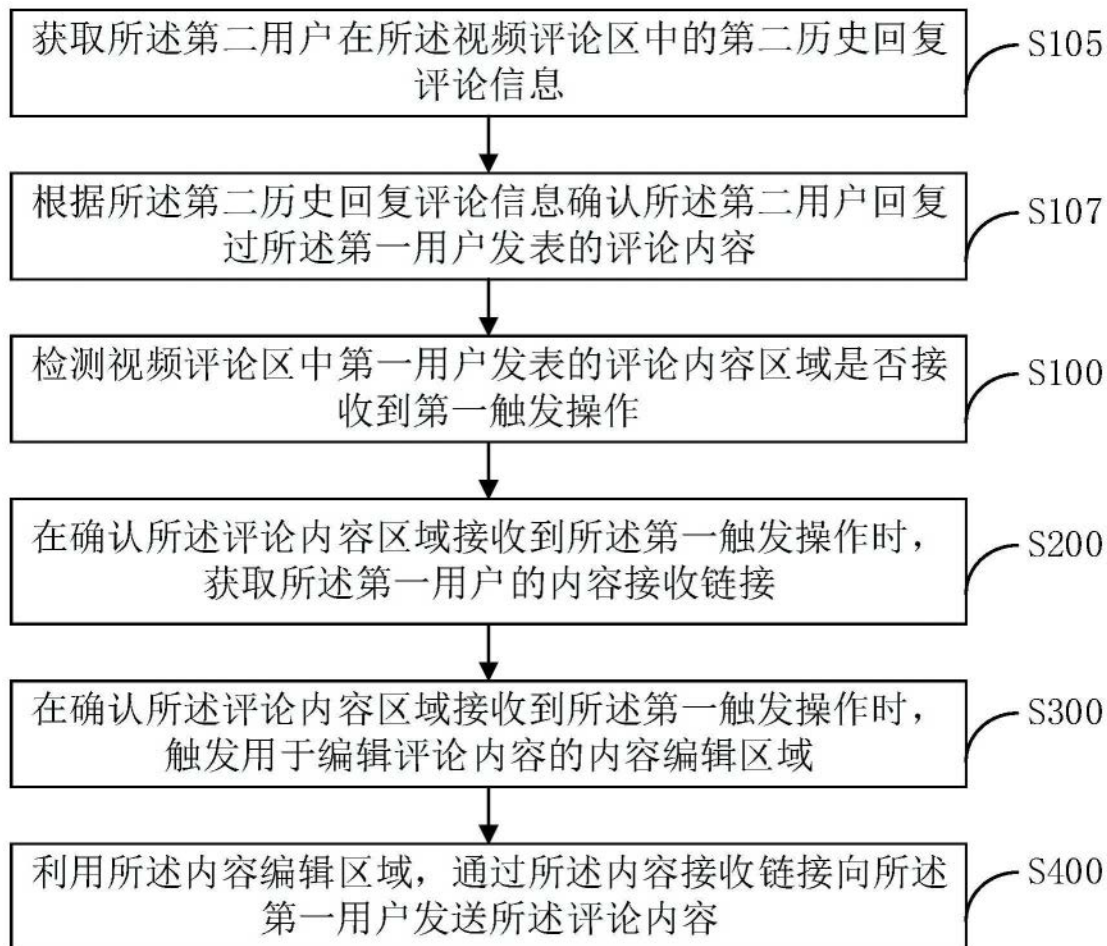 获取所述第二用户在所述视频评论区中的第二历史回复
评论信息
S105
根据所述第二历史回复评论信息确认所述第二用户回复
过所述第一用户发表的评论内容
S107
检测视频评论区中第一用户发表的评论内容区域是否接
收到第一触发操作
S100
在确认所述评论内容区域接收到所述第一触发操作时，
获取所述第一用户的内容接收链接
S200
在确认所述评论内容区域接收到所述第一触发操作时，
触发用于编辑评论内容的内容编辑区域
S300
利用所述内容编辑区域，通过所述内容接收链接向所述
第一用户发送所述评论内容
S400